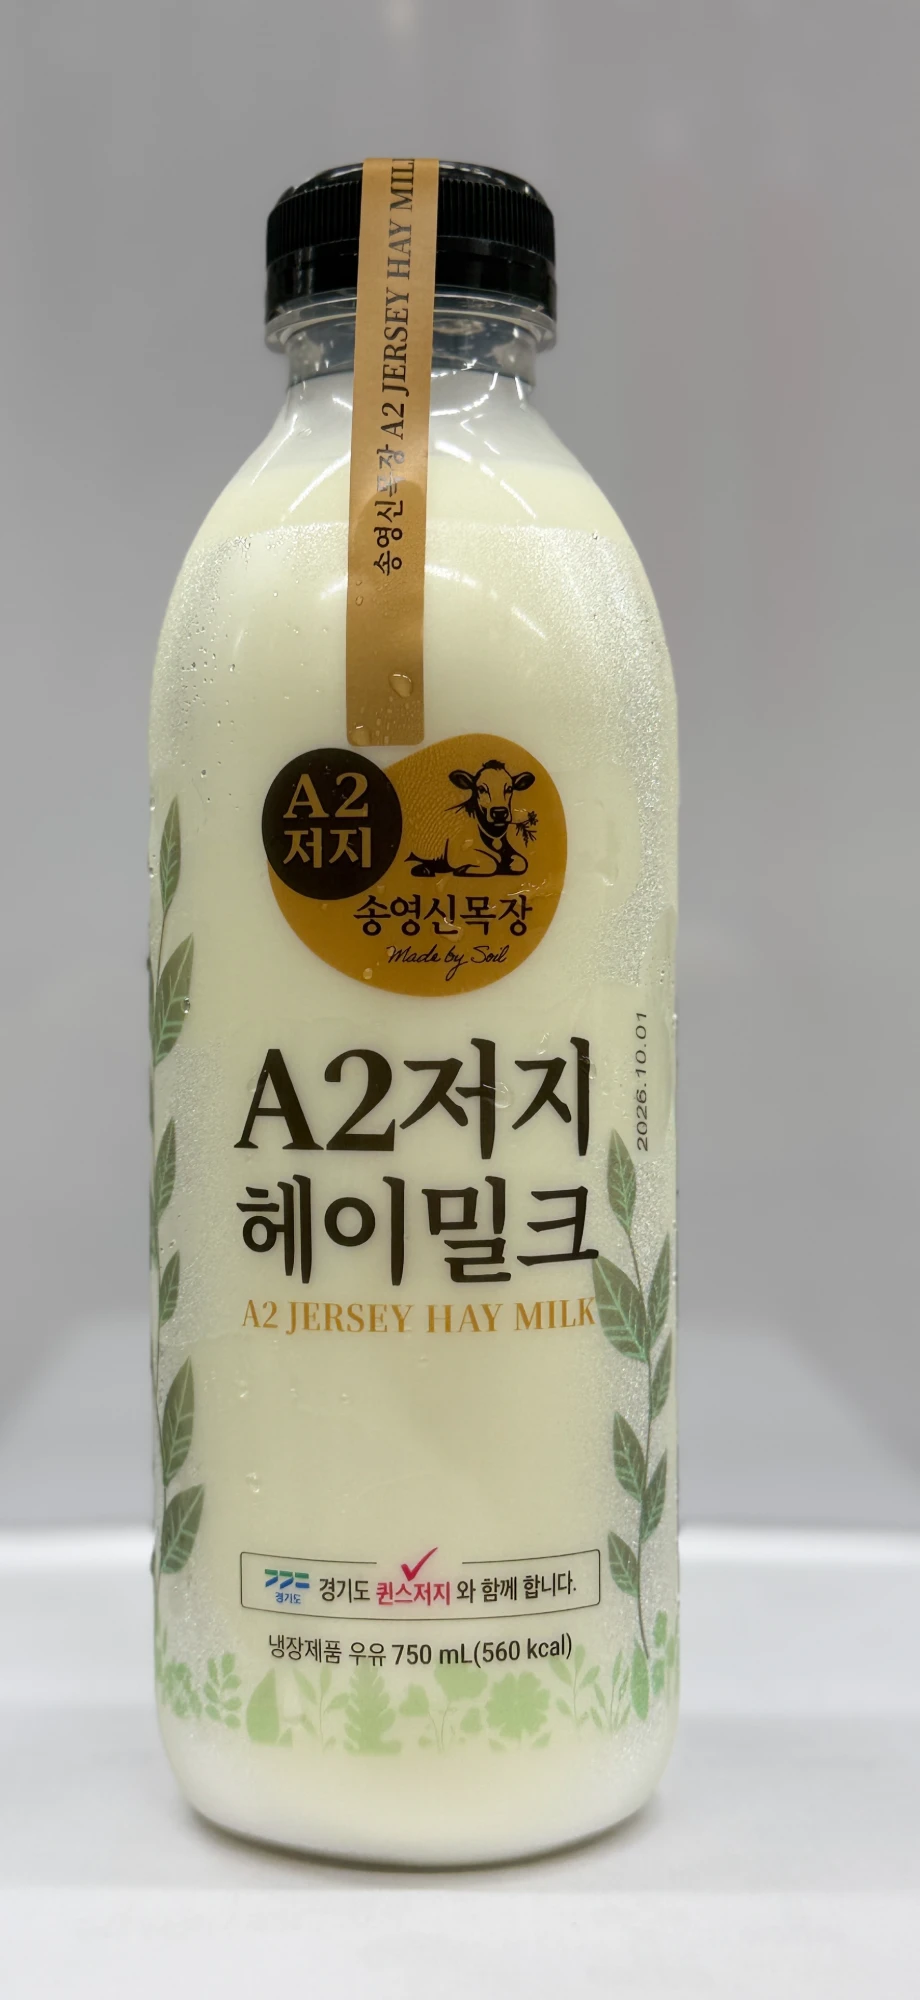 송영신목장 A2 JERSEY HAY MILK
A2
저지
송영신목장
Made by Soil
A2저지
헤이밀크
A2 JERSEY HAY MILK
2026.10.01
경기도
경기도 퀸스저지와 함께 합니다.
냉장제품 우유 750 mL(560 kcal)